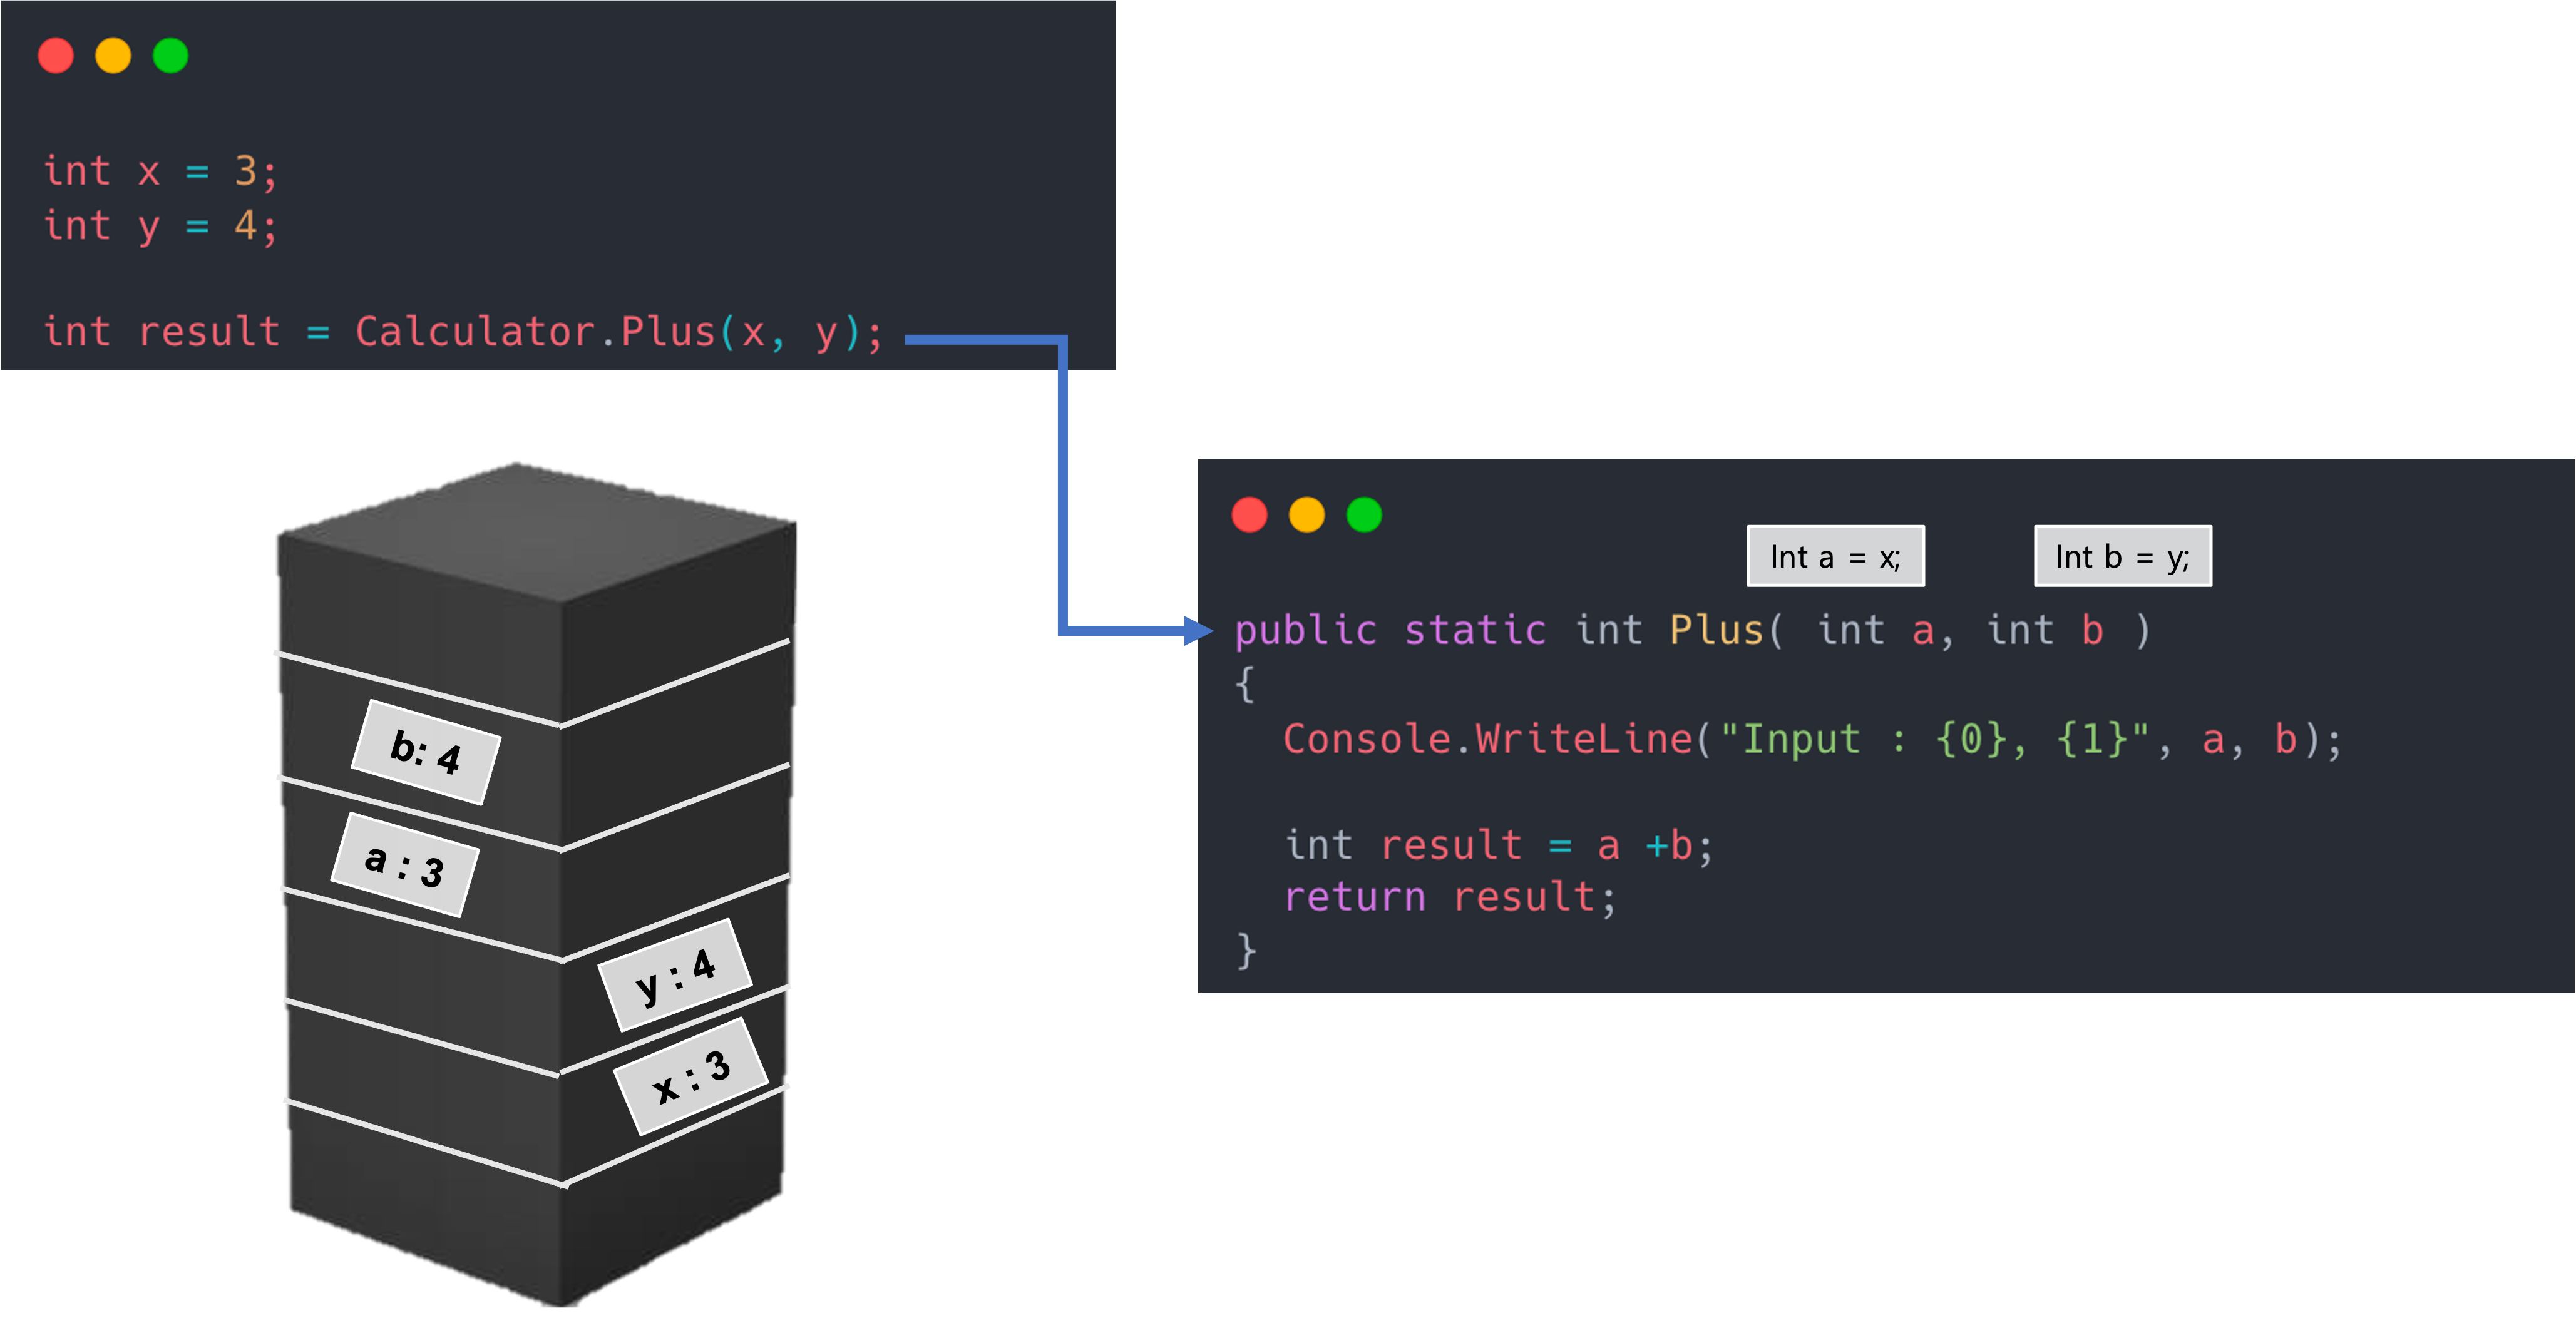 int x = 3;
int y = 4;
int result = Calculator.Plus(x, y);
Int a = x;
Int b = y;
public static int Plus( int a, int b )
{
Console.WriteLine("Input : {0}, {1}", a, b);
int result = a +b;
return result;
}
b: 4
a : 3
y : 4
x : 3